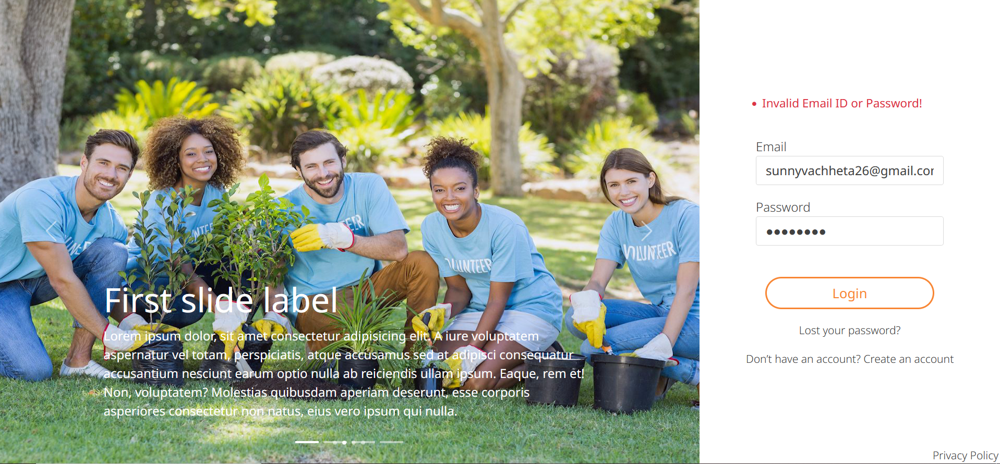 VOLUNTEER
First slide label
Lorem ipsum dolor, sit amet consectetur adipisicing elit. A iure voluptatem
aspernatur vel totam, perspiciatis, atque accusamus sed at adipisci consequatur
accusantium nesciunt earum optio nulla ab reiciendis ullam ipsum. Eaque, rem et!
Non, voluptatem? Molestias quibusdam aperiam deserunt, esse corporis
asperiores consectetur non natus, eius vero ipsum qui nulla.
• Invalid Email ID or Password!
Email
sunnyvachheta26@gmail.cor
Password
Login
Lost your password?
Don’t have an account? Create an account
Privacy Policy